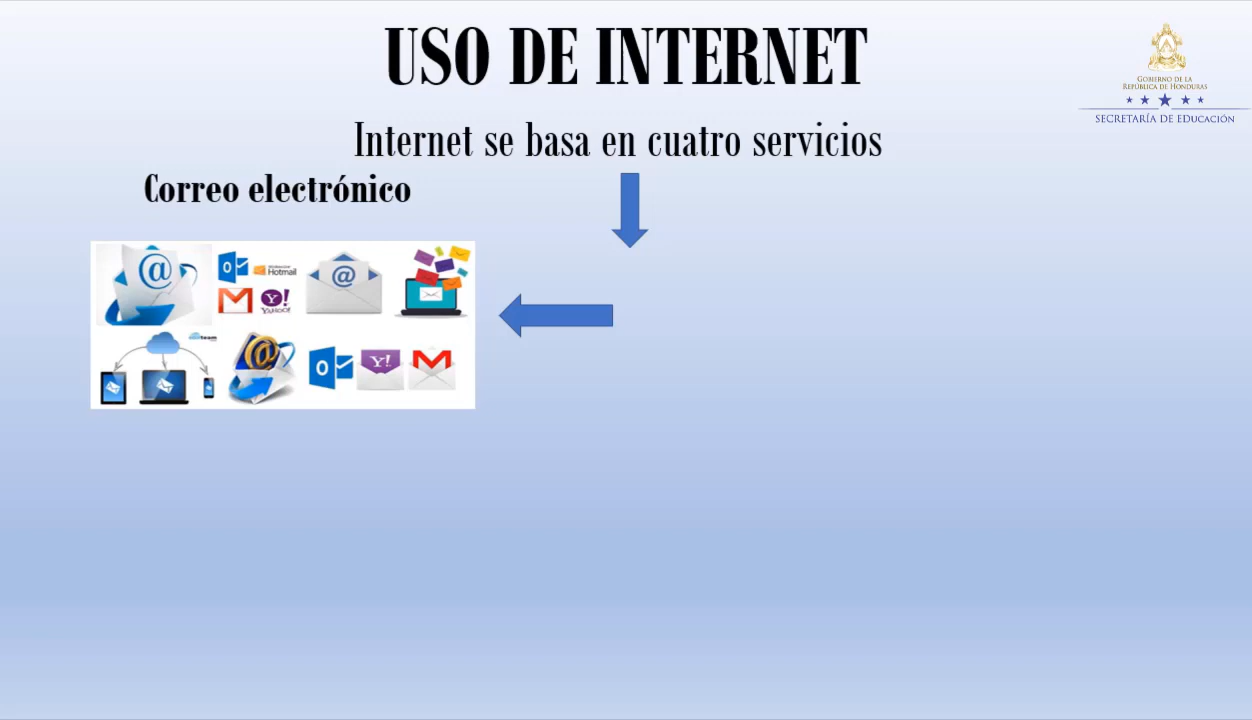 USO DE INTERNET
GOBIERNO DE LA
REPÚBLICA DE HONDURAS
SECRETARÍA DE EDUCACIÓN
Internet se basa en cuatro servicios
Correo electrónico
@
O
Hotmail
YAHOO!
@
@
O
Y!